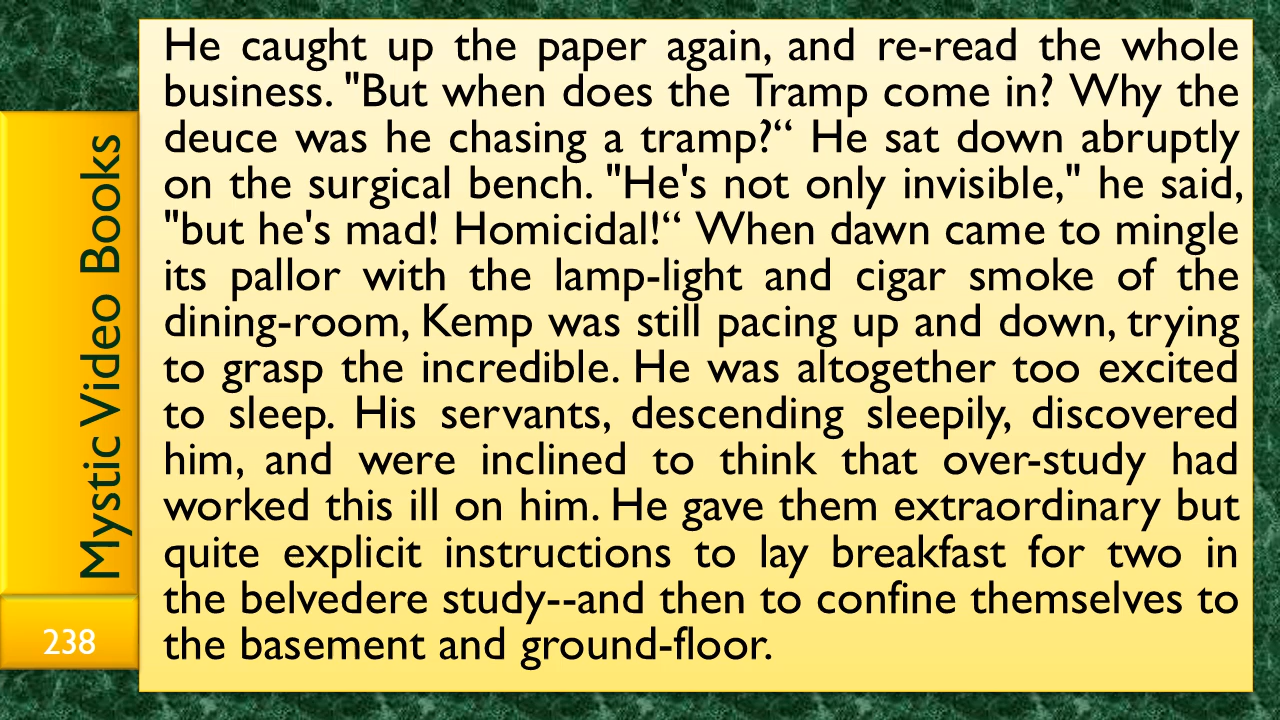 He caught up the paper again, and re-read the whole
business. "But when does the Tramp come in? Why the
deuce was he chasing a tramp?“ He sat down abruptly
on the surgical bench. "He's not only invisible," he said,
"but he's mad! Homicidal!“ When dawn came to mingle
its pallor with the lamp-light and cigar smoke of the
dining-room, Kemp was still pacing up and down, trying
to grasp the incredible. He was altogether too excited
to sleep. His servants, descending sleepily, discovered
him, and were inclined to think that over-study had
worked this ill on him. He gave them extraordinary but
quite explicit instructions to lay breakfast for two in
the belvedere study--and then to confine themselves to
the basement and ground-floor.
Mystic Video Books
238